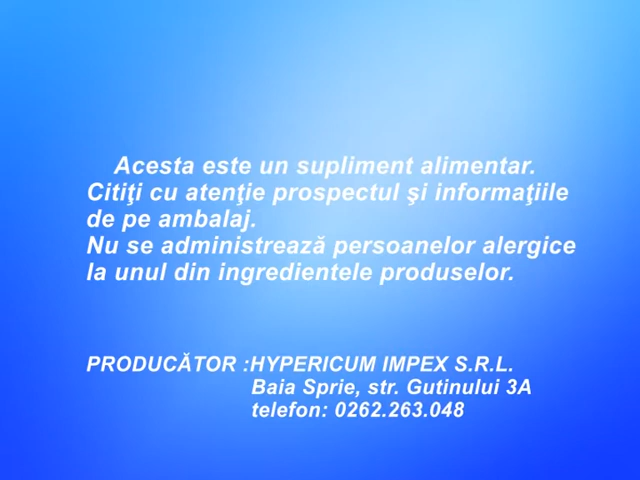 Acesta este un supliment alimentar.
Citiţi cu atenţie prospectul şi informaţiile
de pe ambalaj.
Nu se administrează persoanelor alergice
la unul din ingredientele produselor.
PRODUCĂTOR :HYPERICUM IMPEX S.R.L.
Baia Sprie, str. Gutinului 3A
telefon: 0262.263.048